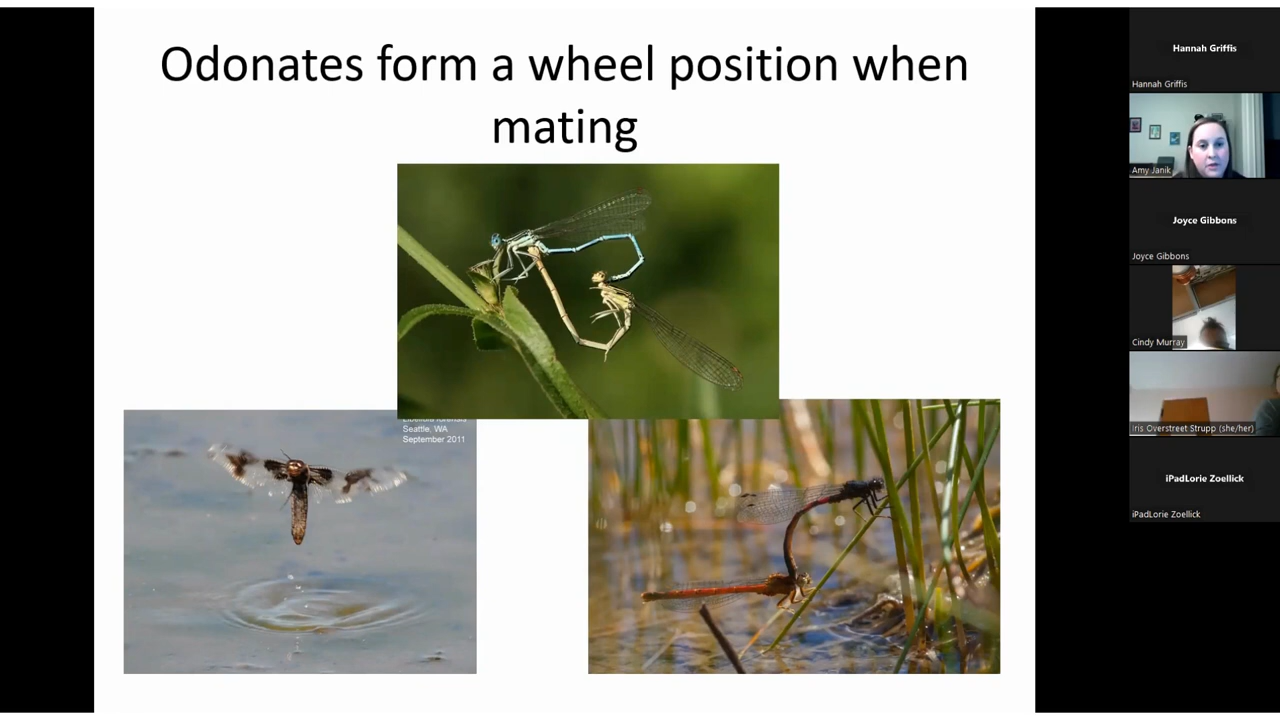 Odonates form a wheel position when
mating
Seattle, WA
September 2011
Hannah Griffis
Hannah Griffis
Amy Janik
Joyce Gibbons
Joyce Gibbons
Cindy Murray
Iris Overstreet Strupp (she/her)
iPadLorie Zoellick
iPadLorie Zoellick